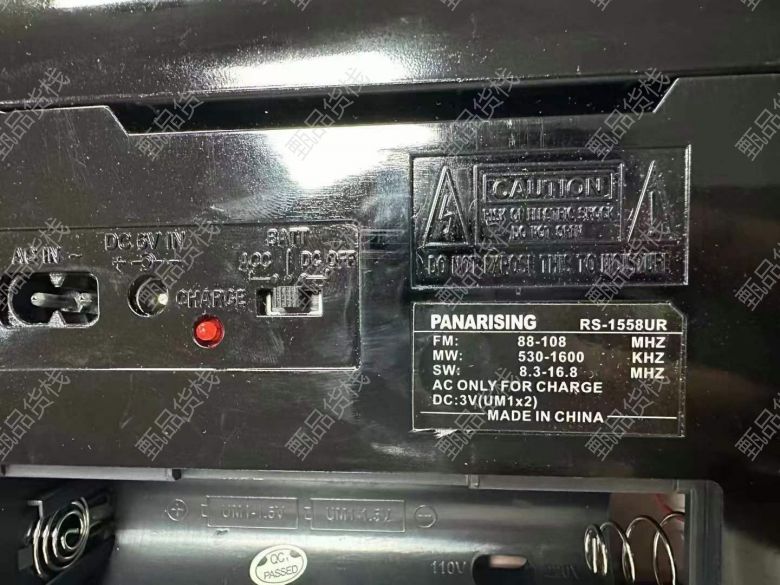 CAUTION
RISK OF ELECTRIC SHOCK
DO NOT OPEN
DO NOT EXPOSE THIS TO MOISTURE
AC IN ~
DC 6V IN
BATT
DC OFF
CHARGE
PANARISING RS-1558UR
FM: 88-108 MHZ
MW: 530-1600 KHZ
SW: 8.3-16.8 MHZ
AC ONLY FOR CHARGE
DC:3V(UM1x2)
MADE IN CHINA
UM1-1.5V UM1-1.5V
QC1
PASSED
110V
甄品货栈